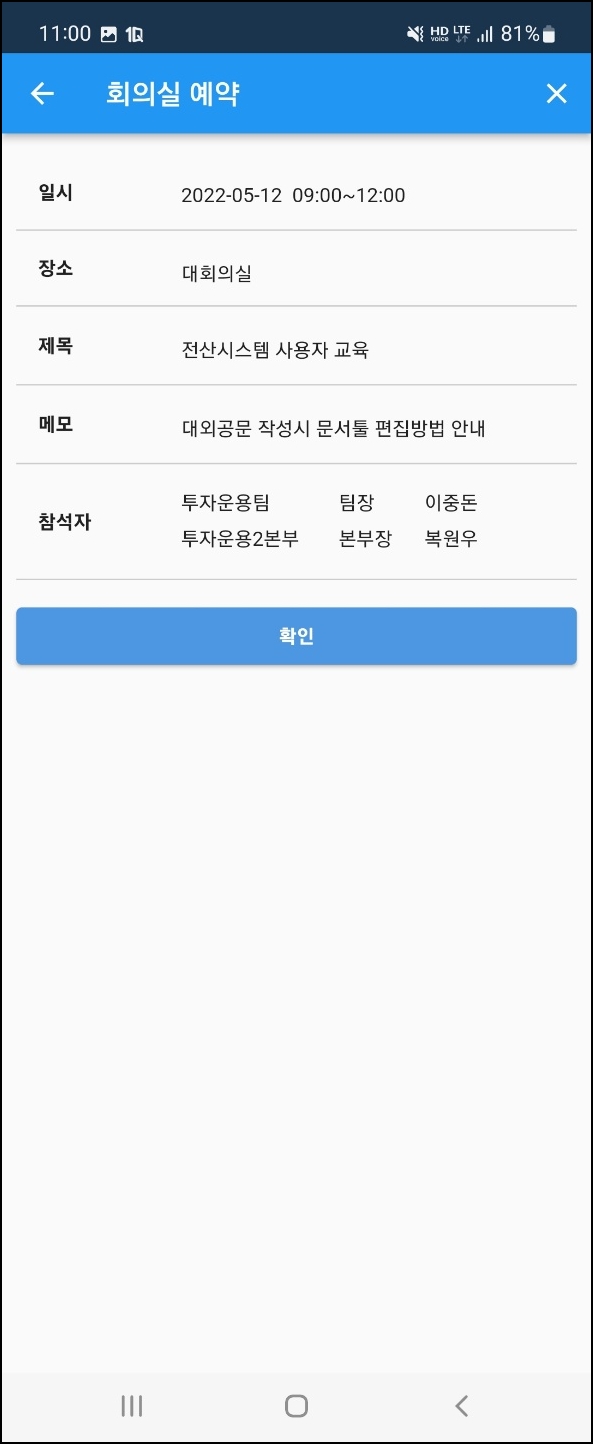 11:00 HD voice LTE 81%
회의실 예약
일시 2022-05-12 09:00~12:00
장소 대회의실
제목 전산시스템 사용자 교육
메모 대외공문 작성시 문서툴 편집방법 안내
참석자
투자운용팀 팀장 이중돈
투자운용2본부 본부장 복원우
확인